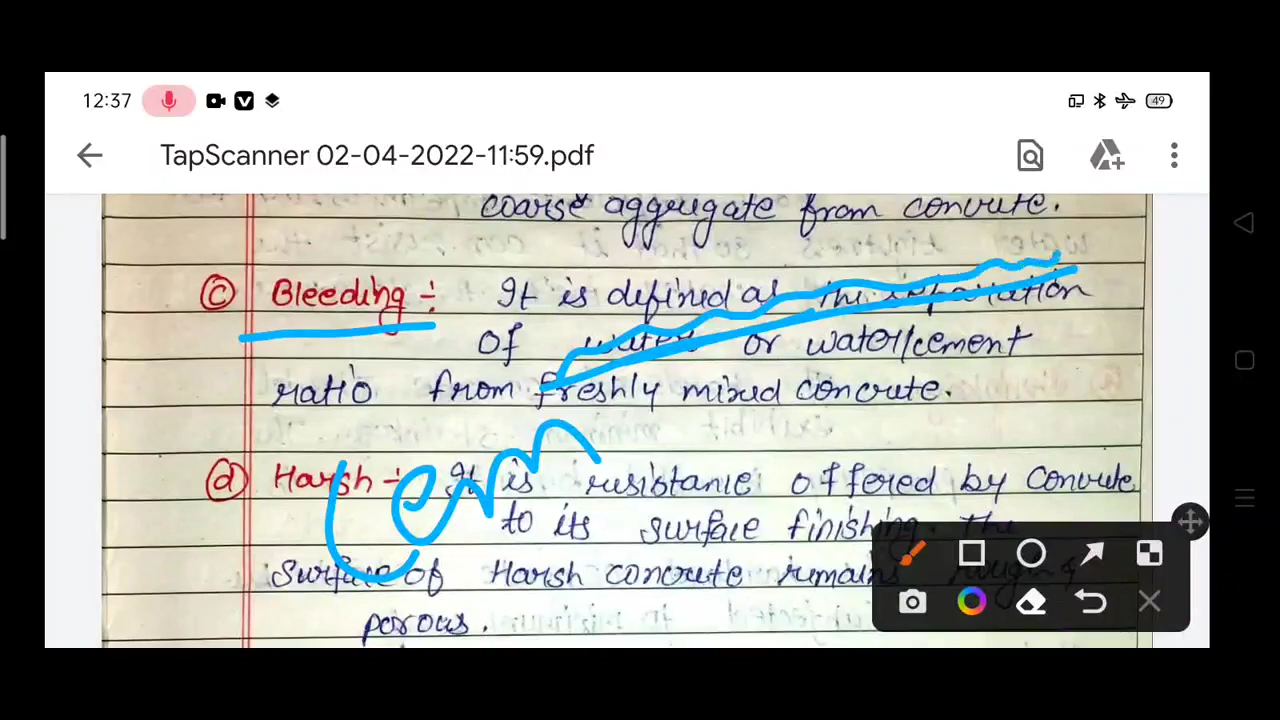 12:37
49
TapScanner 02-04-2022-11:59.pdf
coarse aggregate from concrete.
(c) Bleeding :- It is defined as the separation
of water or water/cement
ratio from freshly mixed concrete.
(d) Harsh :- It is resistance offered by concrete
to its surface finishing. The
surface of Harsh concrete remains rough &
porous.